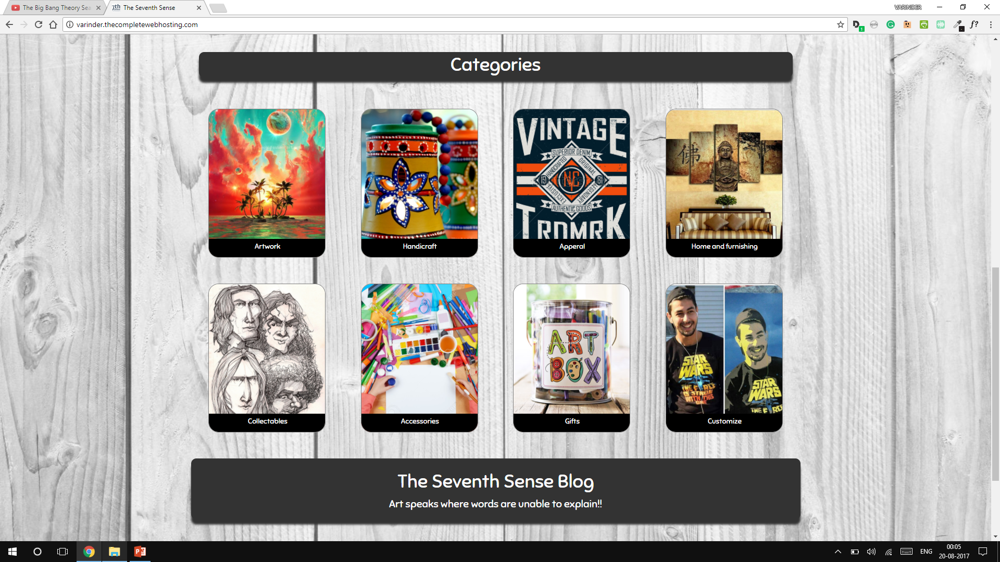 The Big Bang Theory Sea
7th sense The Seventh Sense
VARINDER
varinder.thecompletewebhosting.com
Categories
VINTAGE
SUPERIOR DENIM
HANDCRAFTED ORIGINAL
19 NC 81
EXCLUSIVE LEGENDARY
AUTHENTIC GOODS
TRDMRK
佛
Artwork
Handicraft
Apperal
Home and furnishing
ART
BOX
STAR
WARS
THE FORCE
IS STRONG
WITH THIS
ONE
STAR
WARS
THE FORCE
Collectables
Accessories
Gifts
Customize
The Seventh Sense Blog
Art speaks where words are unable to explain!!
ENG
00:05
20-08-2017